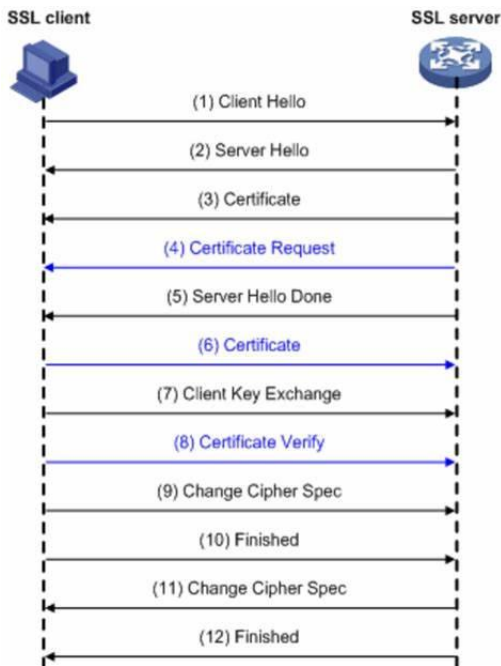 SSL client
SSL server
(1) Client Hello
(2) Server Hello
(3) Certificate
(4) Certificate Request
(5) Server Hello Done
(6) Certificate
(7) Client Key Exchange
(8) Certificate Verify
(9) Change Cipher Spec
(10) Finished
(11) Change Cipher Spec
(12) Finished